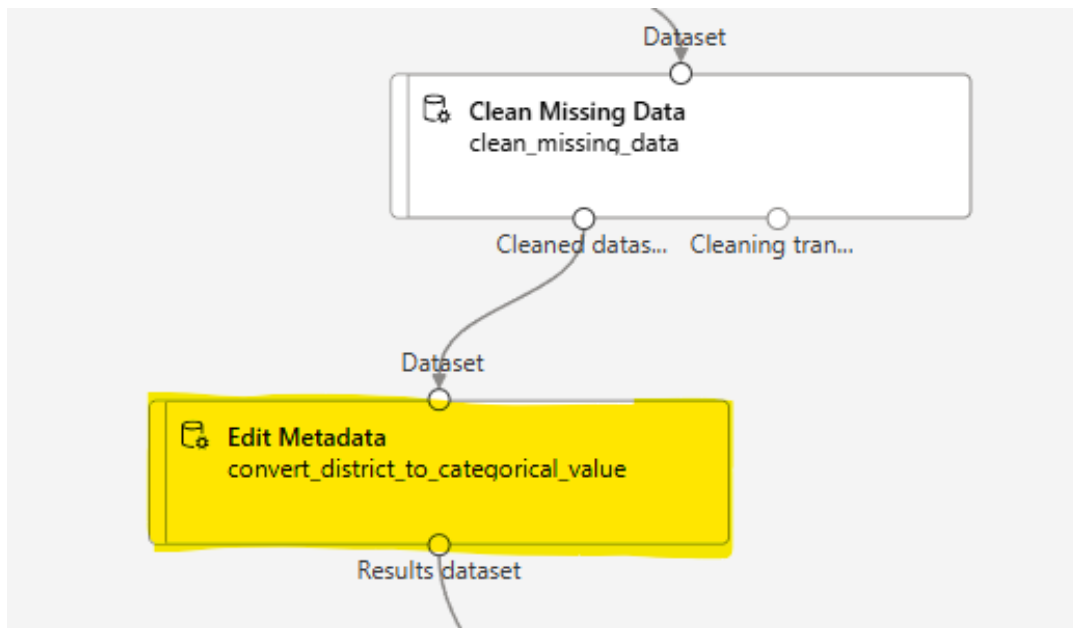 Dataset
Clean Missing Data
clean_missing_data
Cleaned datas... Cleaning tran...
Dataset
Edit Metadata
convert_district_to_categorical_value
Results dataset